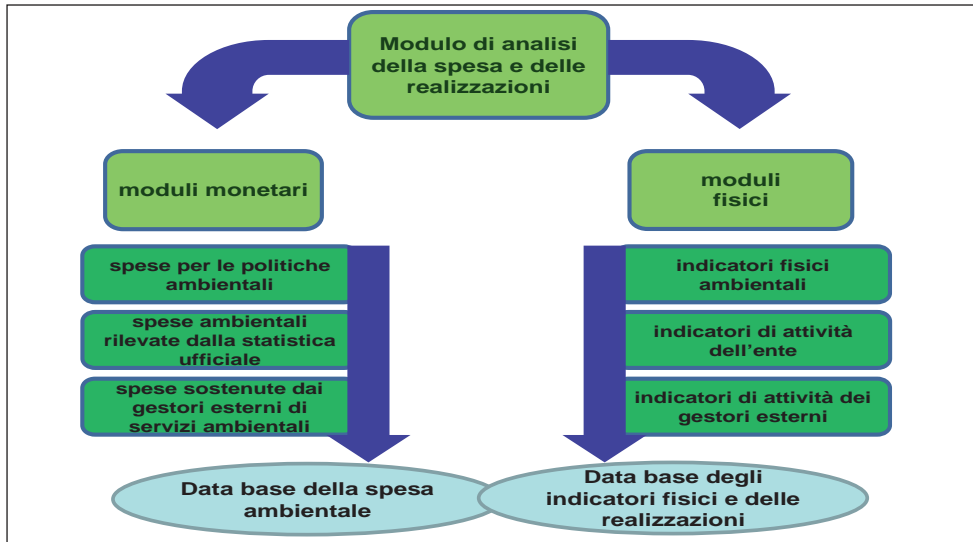 Modulo di analisi
della spesa e delle
realizzazioni
moduli monetari
moduli
fisici
spese per le politiche
ambientali
spese ambientali
rilevate dalla statistica
ufficiale
spese sostenute dai
gestori esterni di
servizi ambientali
indicatori fisici
ambientali
indicatori di attività
dell’ente
indicatori di attività dei
gestori esterni
Data base della spesa
ambientale
Data base degli
indicatori fisici e delle
realizzazioni